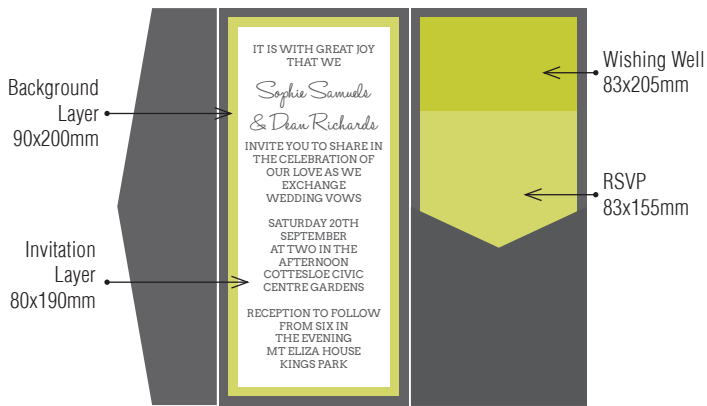 Background
Layer
90x200mm
Invitation
Layer
80x190mm
IT IS WITH GREAT JOY
THAT WE
Sophie Samuels
& Dean Richards
INVITE YOU TO SHARE IN
THE CELEBRATION OF
OUR LOVE AS WE
EXCHANGE
WEDDING VOWS
SATURDAY 20TH
SEPTEMBER
AT TWO IN THE
AFTERNOON
COTTESLOE CIVIC
CENTRE GARDENS
RECEPTION TO FOLLOW
FROM SIX IN
THE EVENING
MT ELIZA HOUSE
KINGS PARK
Wishing Well
83x205mm
RSVP
83x155mm